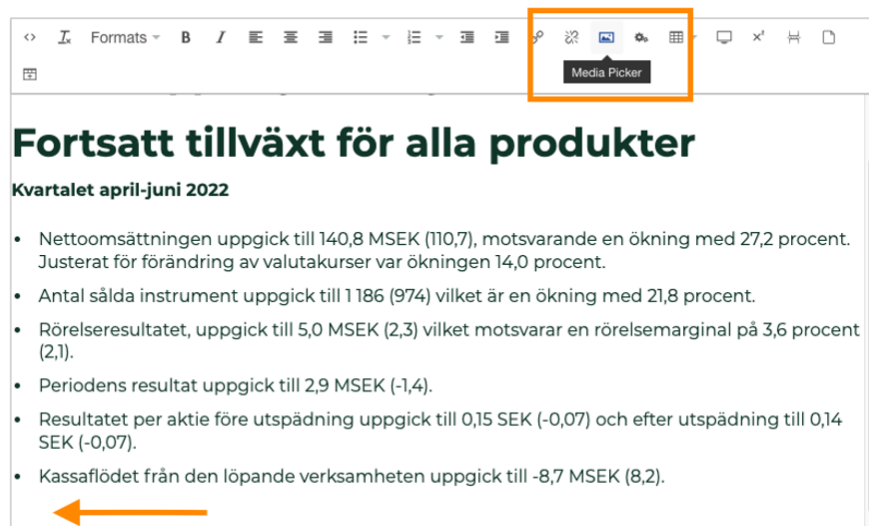 Formats
B
I
Media Picker
Fortsatt tillväxt för alla produkter
Kvartalet april-juni 2022
• Nettoomsättningen uppgick till 140,8 MSEK (110,7), motsvarande en ökning med 27,2 procent.
Justerat för förändring av valutakurser var ökningen 14,0 procent.
• Antal sålda instrument uppgick till 1 186 (974) vilket är en ökning med 21,8 procent.
• Rörelseresultatet, uppgick till 5,0 MSEK (2,3) vilket motsvarar en rörelsemarginal på 3,6 procent
(2,1).
• Periodens resultat uppgick till 2,9 MSEK (-1,4).
• Resultatet per aktie före utspädning uppgick till 0,15 SEK (-0,07) och efter utspädning till 0,14
SEK (-0,07).
• Kassaflödet från den löpande verksamheten uppgick till -8,7 MSEK (8,2).